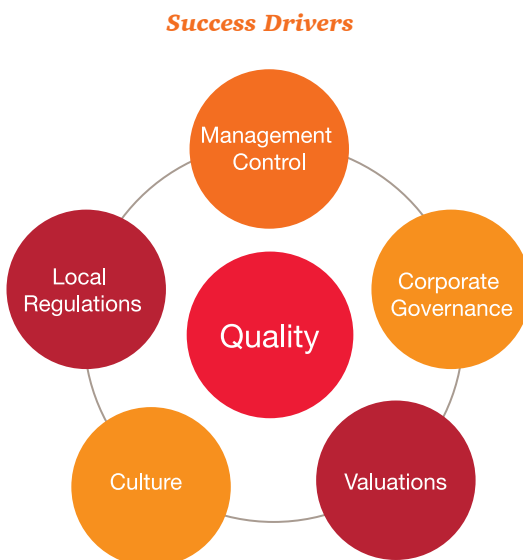 Success Drivers
Management
Control
Local
Regulations
Corporate
Governance
Quality
Culture
Valuations